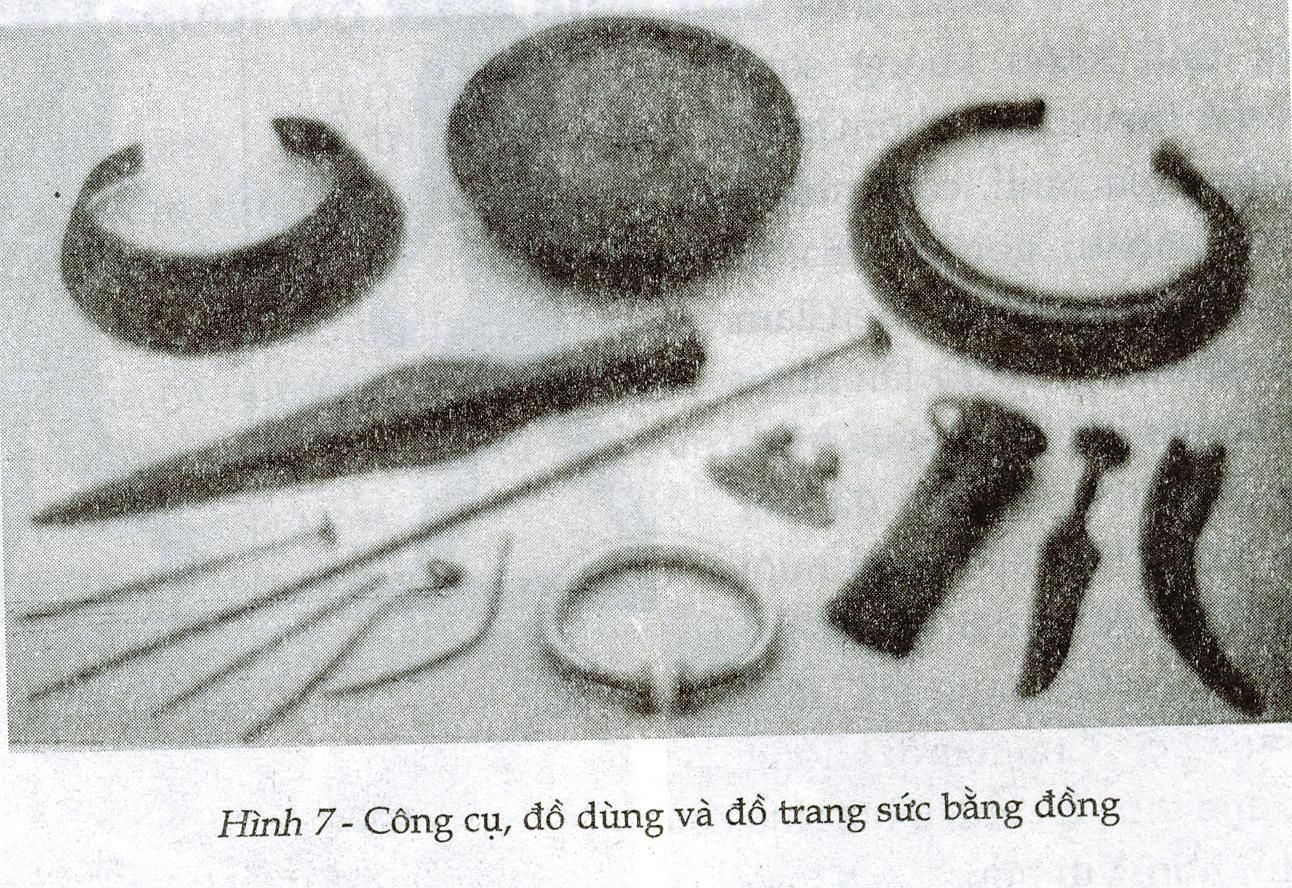 Hình 7 - Công cụ, đồ dùng và đồ trang sức bằng đồng